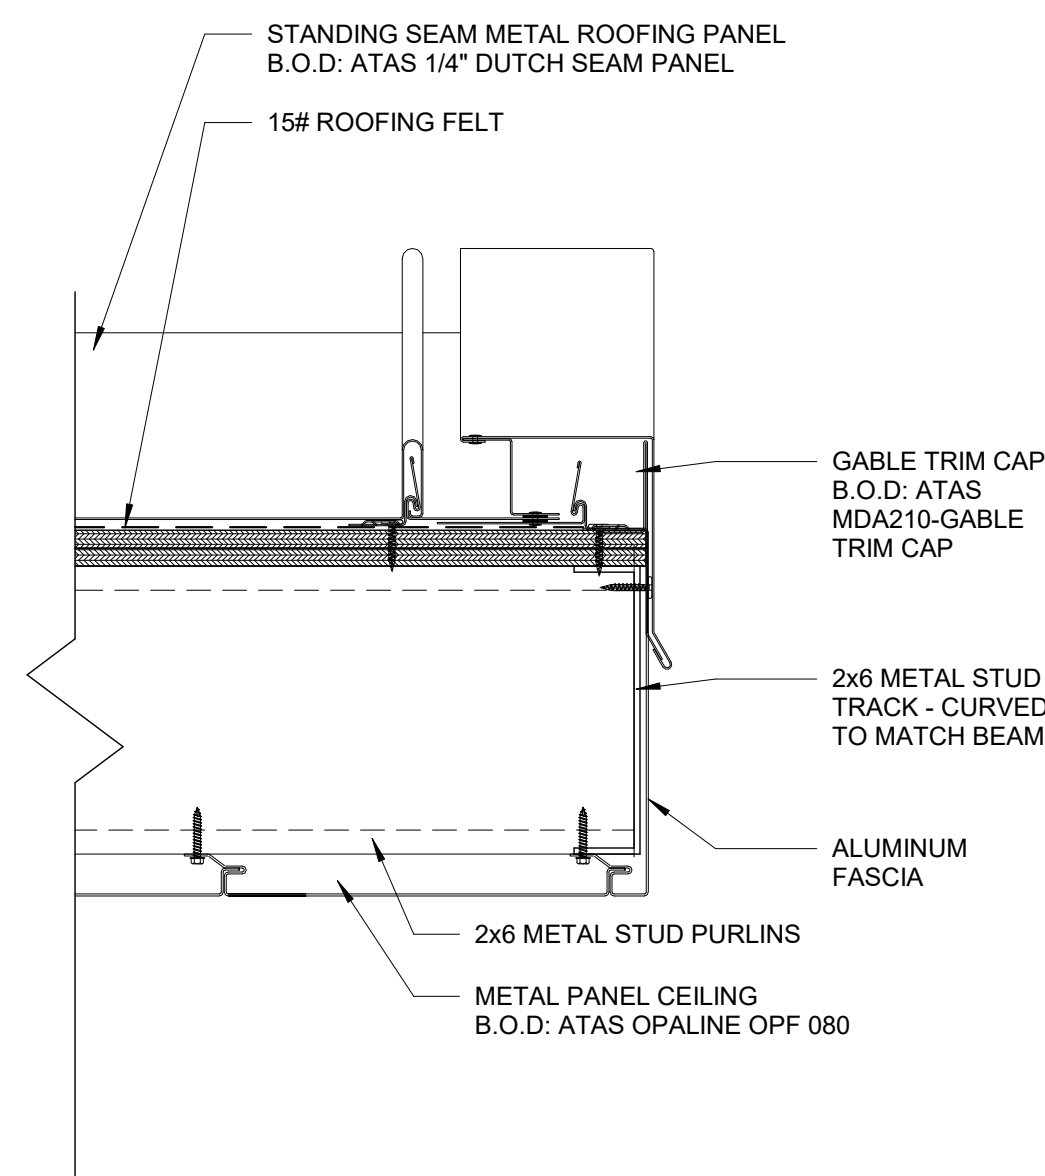 STANDING SEAM METAL ROOFING PANEL
B.O.D: ATAS 1/4" DUTCH SEAM PANEL
15# ROOFING FELT
GABLE TRIM CAP
B.O.D: ATAS
MDA210-GABLE
TRIM CAP
2x6 METAL STUD
TRACK - CURVED
TO MATCH BEAM
ALUMINUM
FASCIA
2x6 METAL STUD PURLINS
METAL PANEL CEILING
B.O.D: ATAS OPALINE OPF 080